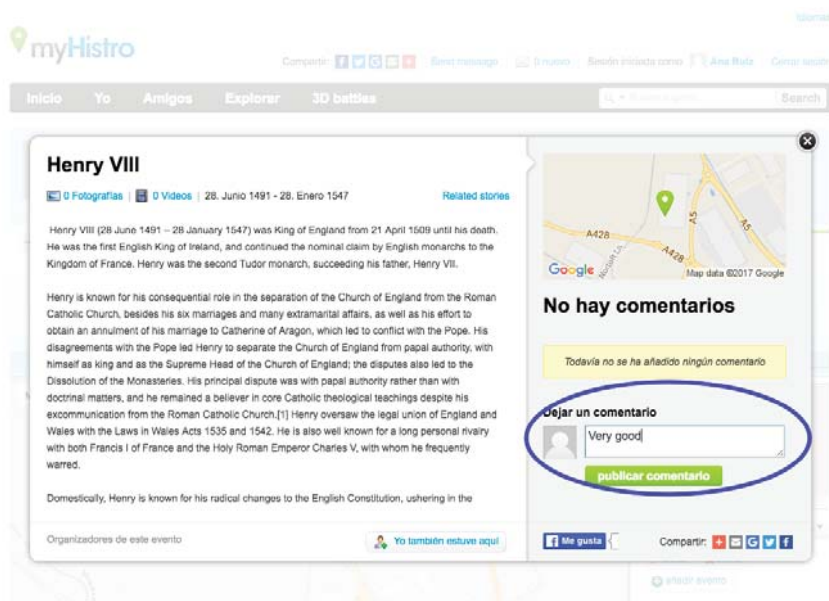 Idiomas
myHistro
Compartir: Send message Ti nuevo Sesión iniciada como Ana Ruiz Cerrar sesión
Inicio Yo Amigos Explorar 3D battles Search
Henry VIII
0 Fotografías | 0 Videos | 28. Junio 1491 - 28. Enero 1547 Related stories
Henry VIII (28 June 1491 – 28 January 1547) was King of England from 21 April 1509 until his death.
He was the first English King of Ireland, and continued the nominal claim by English monarchs to the
Kingdom of France. Henry was the second Tudor monarch, succeeding his father, Henry VII.
Henry is known for his consequential role in the separation of the Church of England from the Roman
Catholic Church, besides his six marriages and many extramarital affairs, as well as his effort to
obtain an annulment of his marriage to Catherine of Aragon, which led to conflict with the Pope. His
disagreements with the Pope led Henry to separate the Church of England from papal authority, with
himself as king and as the Supreme Head of the Church of England; the disputes also led to the
Dissolution of the Monasteries. His principal dispute was with papal authority rather than with
doctrinal matters, and he remained a believer in core Catholic theological teachings despite his
excommunication from the Roman Catholic Church.[1] Henry oversaw the legal union of England and
Wales with the Laws in Wales Acts 1535 and 1542. He is also well known for a long personal rivalry
with both Francis I of France and the Holy Roman Emperor Charles V, with whom he frequently
warred.
Domestically, Henry is known for his radical changes to the English Constitution, ushering in the
Organizadores de este evento
Yo también estuve aquí
A428
A428
A5
A5
Google Map data ©2017 Google
No hay comentarios
Todavía no se ha añadido ningún comentario
Dejar un comentario
Very good
publicar comentario
Me gusta Compartir:
añadir evento